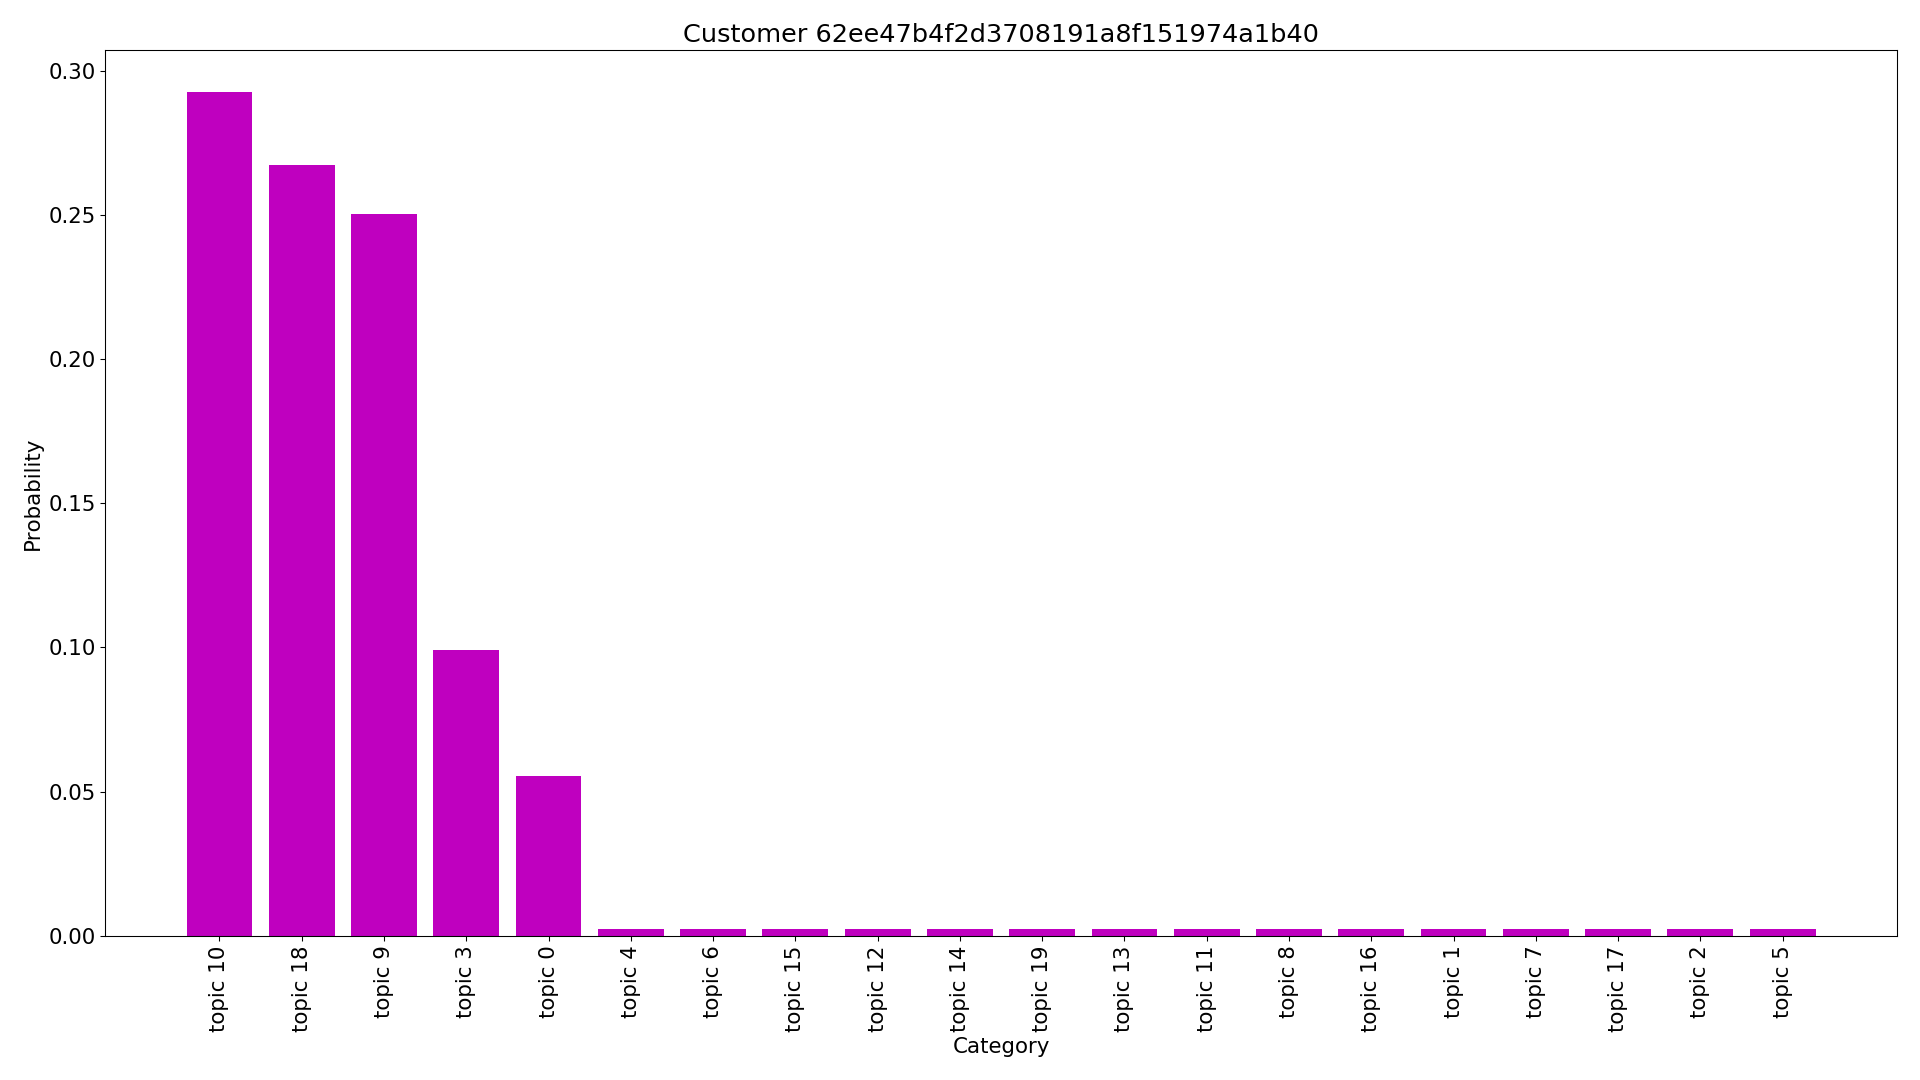 Customer 62ee47b4f2d3708191a8f151974a1b40
0.30
0.25
0.20
0.15
0.10
0.05
0.00
Probability
topic 10
topic 18
topic 9
topic 3
topic 0
topic 4
topic 6
topic 15
topic 12
topic 14
topic 19
topic 13
topic 11
topic 8
topic 16
topic 1
topic 7
topic 17
topic 2
topic 5
Category